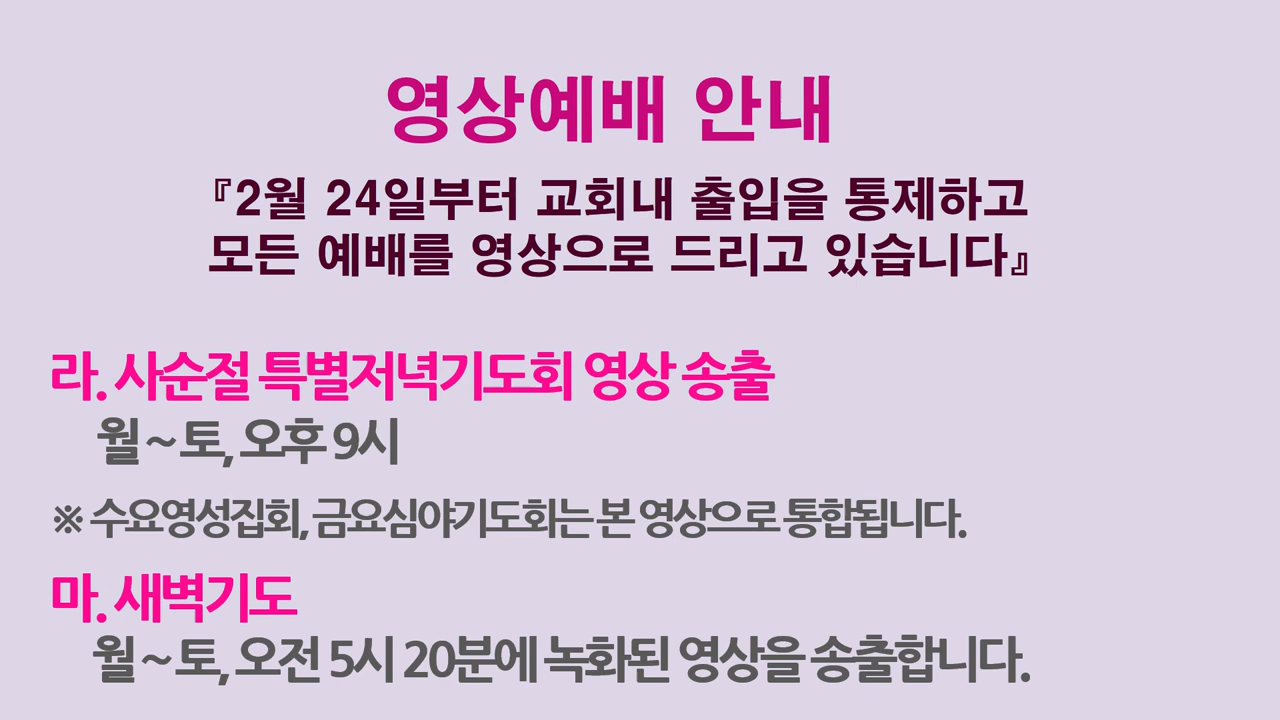 영상예배 안내
『2월 24일부터 교회내 출입을 통제하고
모든 예배를 영상으로 드리고 있습니다』
라. 사순절 특별저녁기도회 영상 송출
월~토, 오후 9시
※ 수요영성집회, 금요심야기도회는 본 영상으로 통합됩니다.
마. 새벽기도
월~토, 오전 5시 20분에 녹화된 영상을 송출합니다.